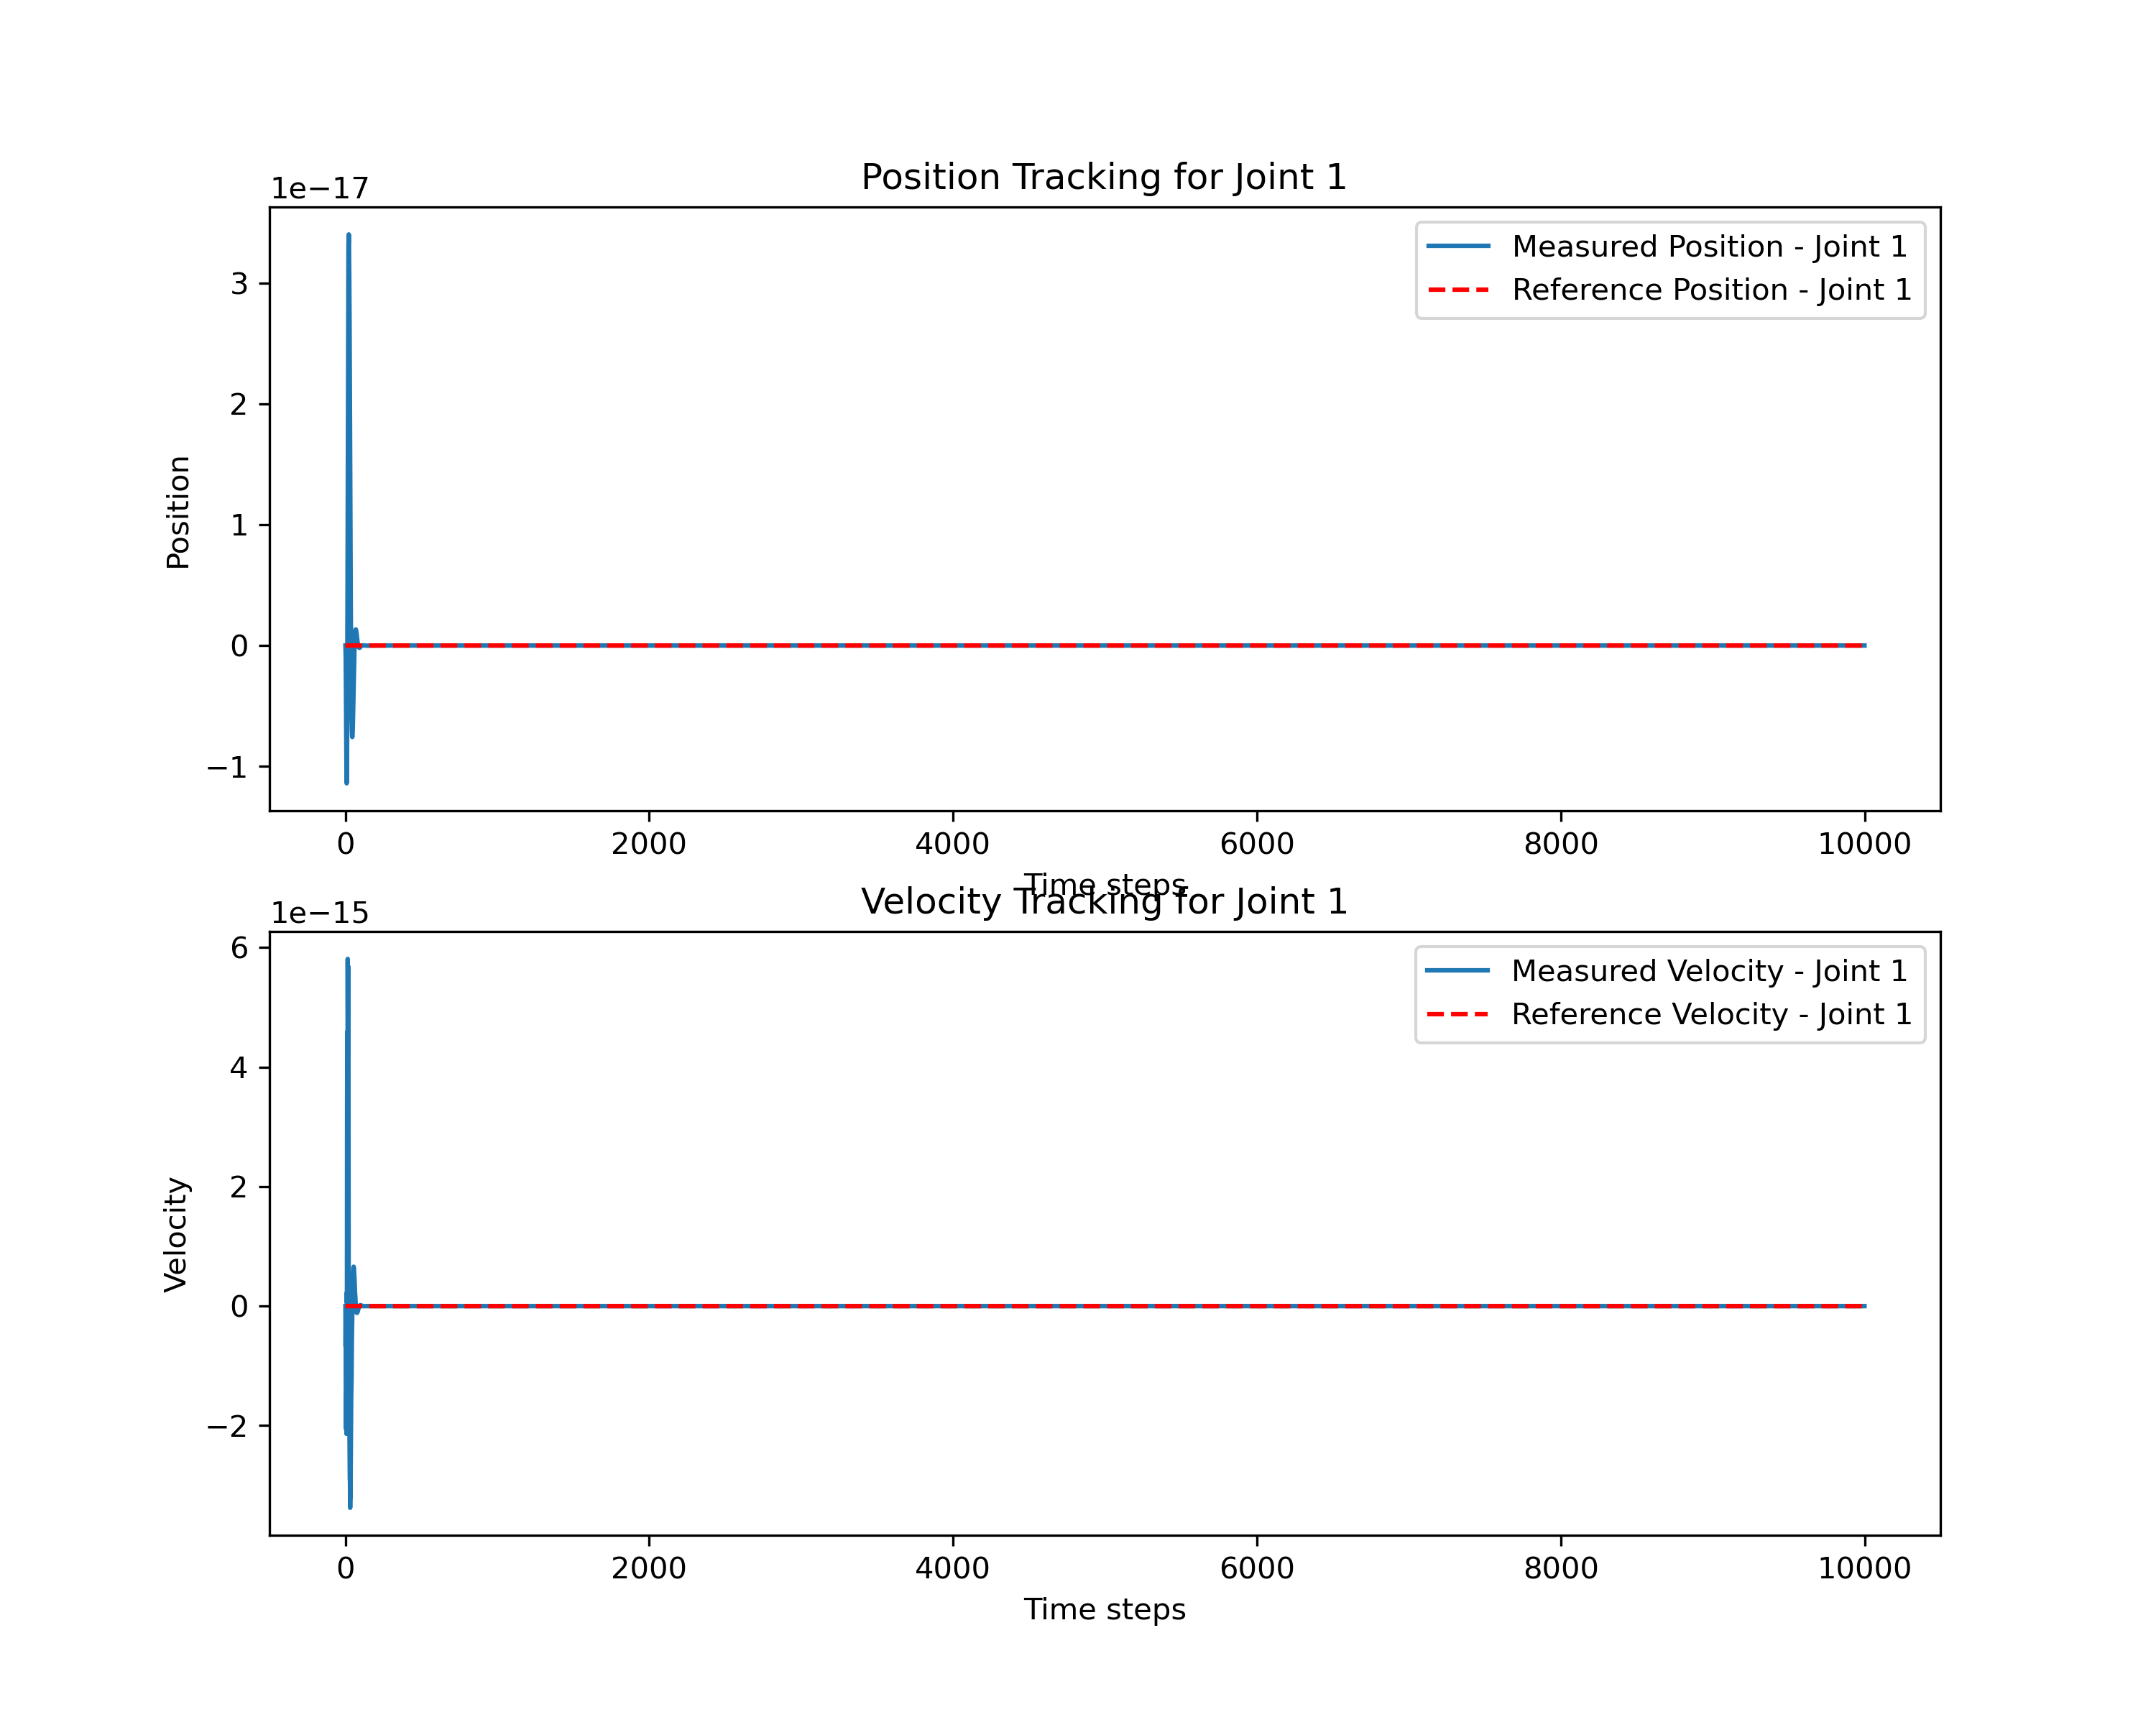 Position Tracking for Joint 1
1e−17
Measured Position - Joint 1
Reference Position - Joint 1
3
2
1
0
−1
Position
0 2000 4000 6000 8000 10000
Time steps
Velocity Tracking for Joint 1
1e−15
Measured Velocity - Joint 1
Reference Velocity - Joint 1
6
4
2
0
−2
Velocity
0 2000 4000 6000 8000 10000
Time steps